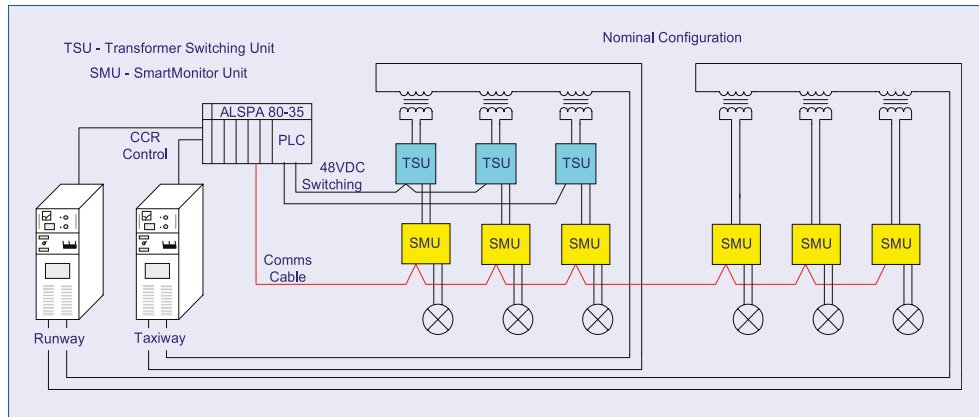 TSU - Transformer Switching Unit
SMU - SmartMonitor Unit
Nominal Configuration
ALSPA 80-35
PLC
CCR
Control
48VDC
Switching
TSU
TSU
TSU
SMU
SMU
SMU
SMU
SMU
SMU
Comms
Cable
Runway
Taxiway